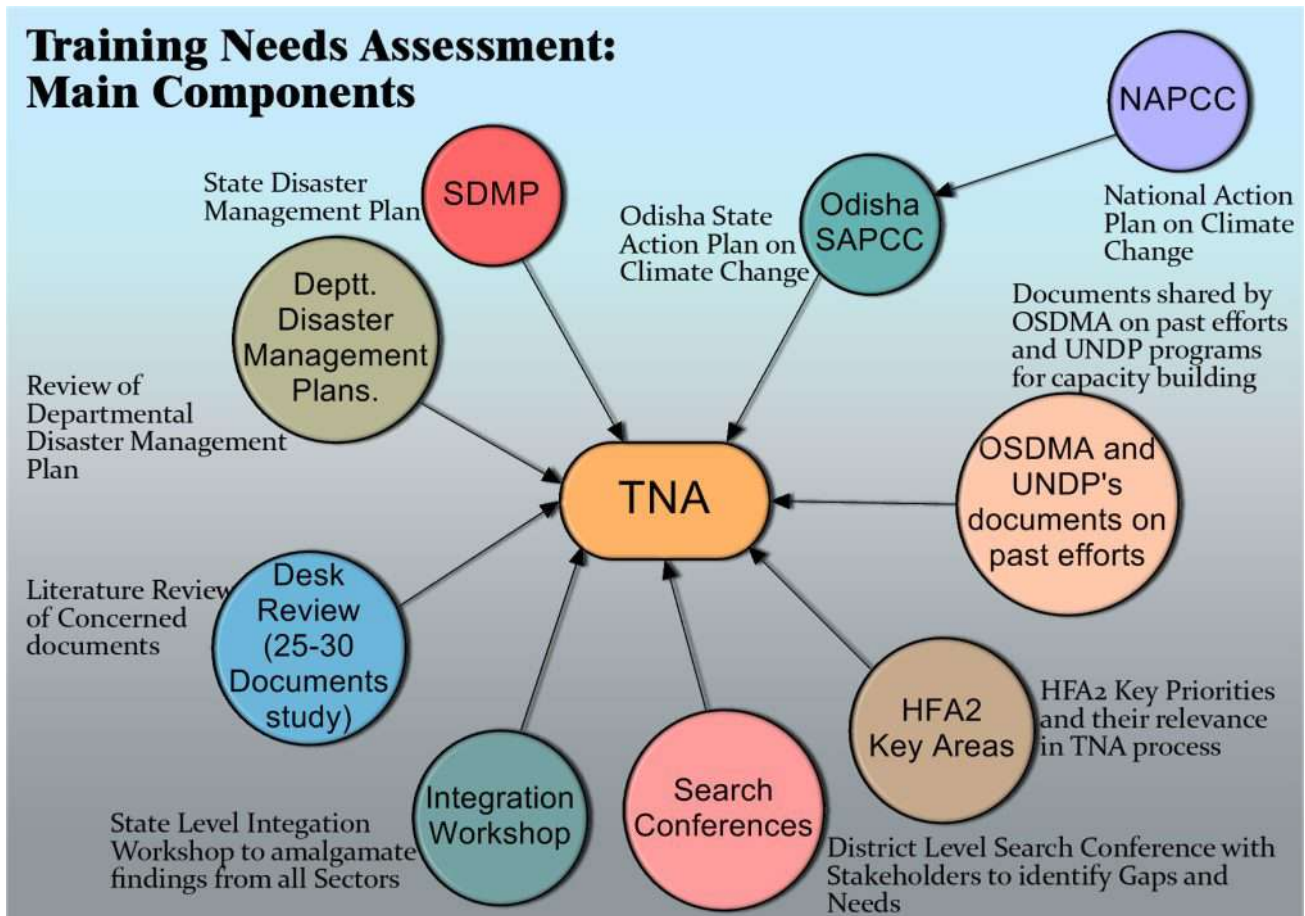 Training Needs Assessment:
Main Components
NAPCC
National Action
Plan on Climate
Change
SDMP
State Disaster
Management Plan
Odisha
SAPCC
Odisha State
Action Plan on
Climate Change
Deptt.
Disaster
Management
Plans.
Review of
Departmental
Disaster Management
Plan
Documents shared by
OSDMA on past efforts
and UNDP programs
for capacity building
OSDMA and
UNDP's
documents on
past efforts
TNA
Desk
Review
(25-30
Documents
study)
Literature Review
of Concerned
documents
HFA2
Key Areas
HFA2 Key Priorities
and their relevance
in TNA process
Integration
Workshop
State Level Integation
Workshop to amalgamate
findings from all Sectors
Search
Conferences
District Level Search Conference with
Stakeholders to identify Gaps and
Needs